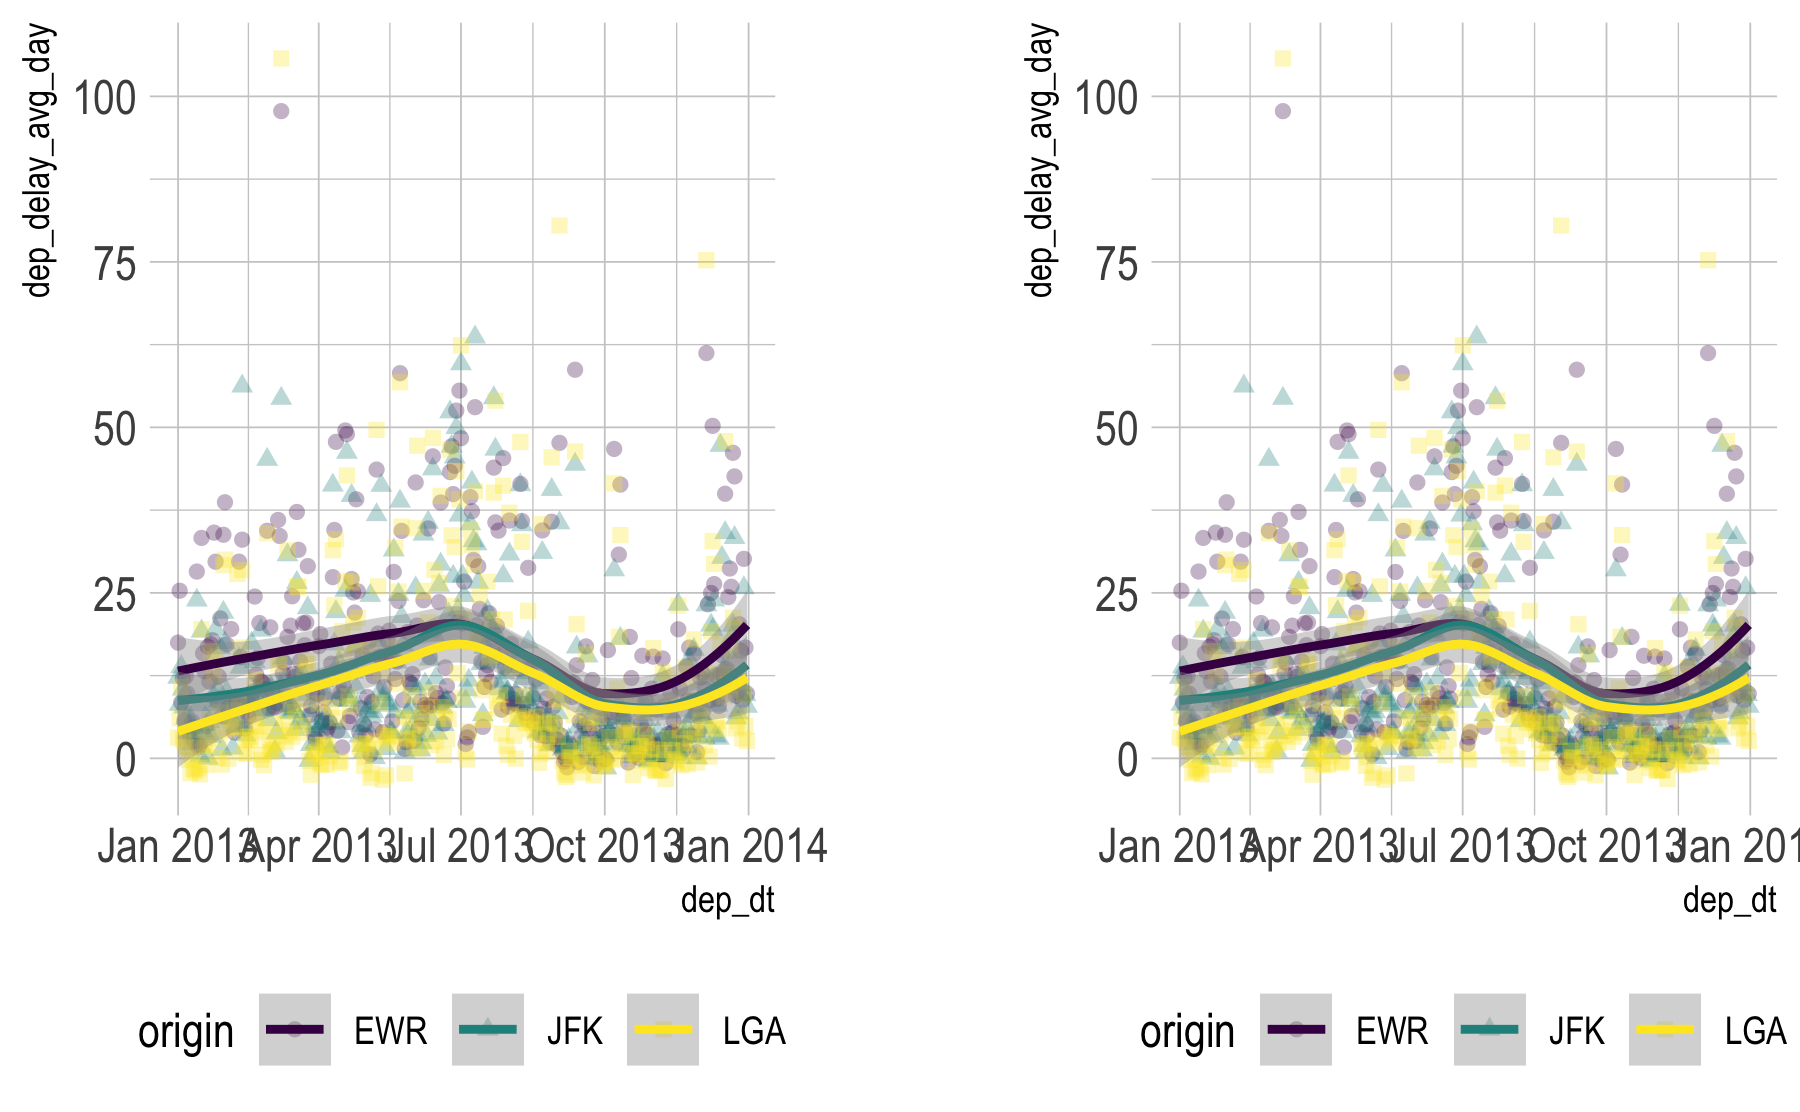 dep_delay_avg_day
100
75
50
25
0
Jan 2013 Apr 2013 Jul 2013 Oct 2013 Jan 2014
dep_dt
origin EWR JFK LGA
dep_delay_avg_day
100
75
50
25
0
Jan 2013 Apr 2013 Jul 2013 Oct 2013 Jan 201
dep_dt
origin EWR JFK LGA